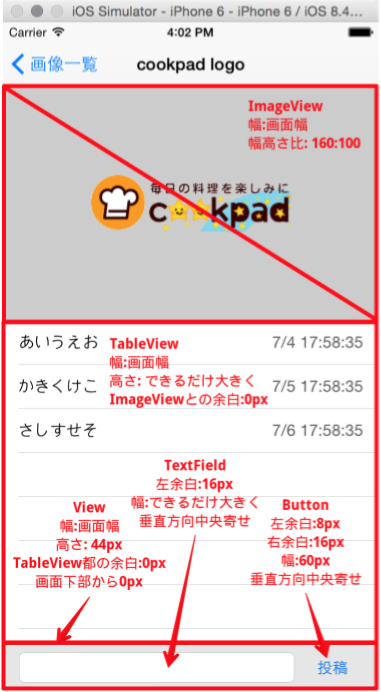 iOS Simulator - iPhone 6 - iPhone 6 / iOS 8.4...
Carrier 4:02 PM
画像一覧 cookpad logo
ImageView
幅:画面幅
幅高さ比: 160:100
毎日の料理を楽しみに
cookpad
あいうえお 7/4 17:58:35
かきくけこ 7/5 17:58:35
さしすせそ 7/6 17:58:35
TableView
幅:画面幅
高さ: できるだけ大きく
ImageViewとの余白:0px
TextField
左余白:16px
幅:できるだけ大きく
垂直方向中央寄せ
View
幅:画面幅
高さ: 44px
TableView都の余白:0px
画面下部から0px
Button
左余白:8px
右余白:16px
幅:60px
垂直方向中央寄せ
投稿